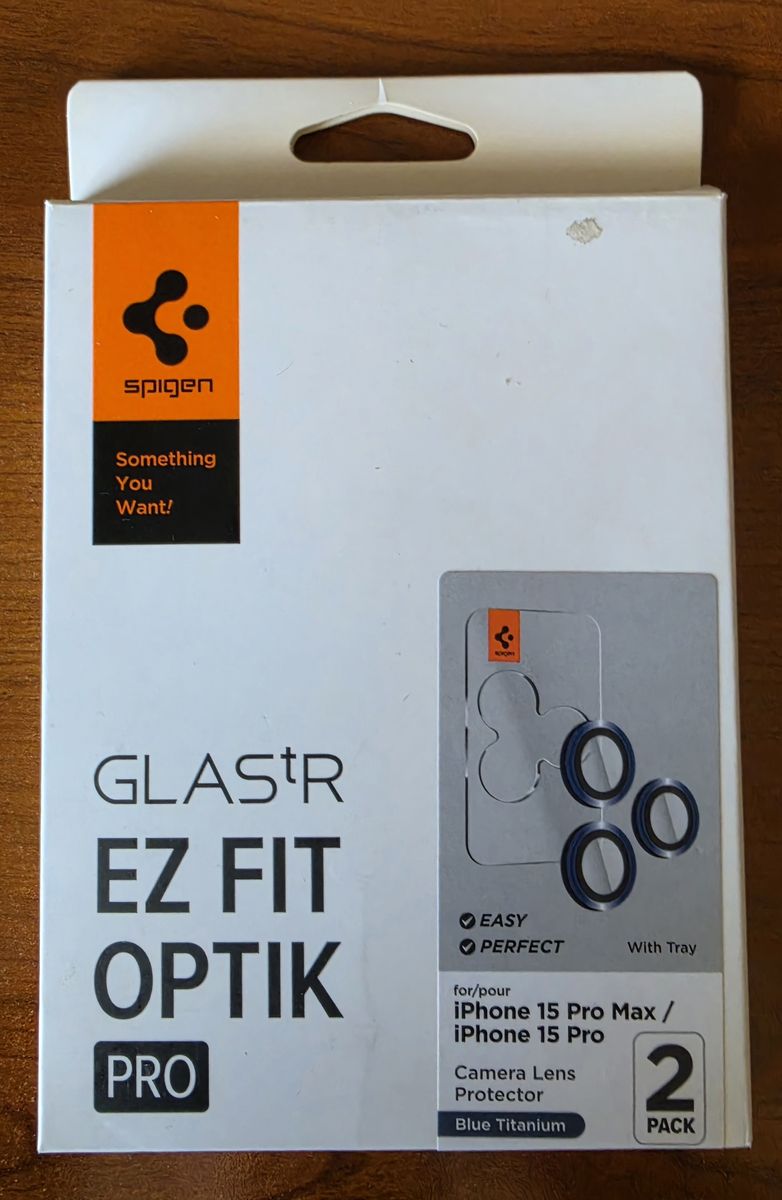 spigen
Something
You
Want!
spigen
GLAStR
EZ FIT
OPTIK
PRO
EASY
PERFECT
With Tray
for/pour
iPhone 15 Pro Max /
iPhone 15 Pro
Camera Lens
Protector
Blue Titanium
2
PACK